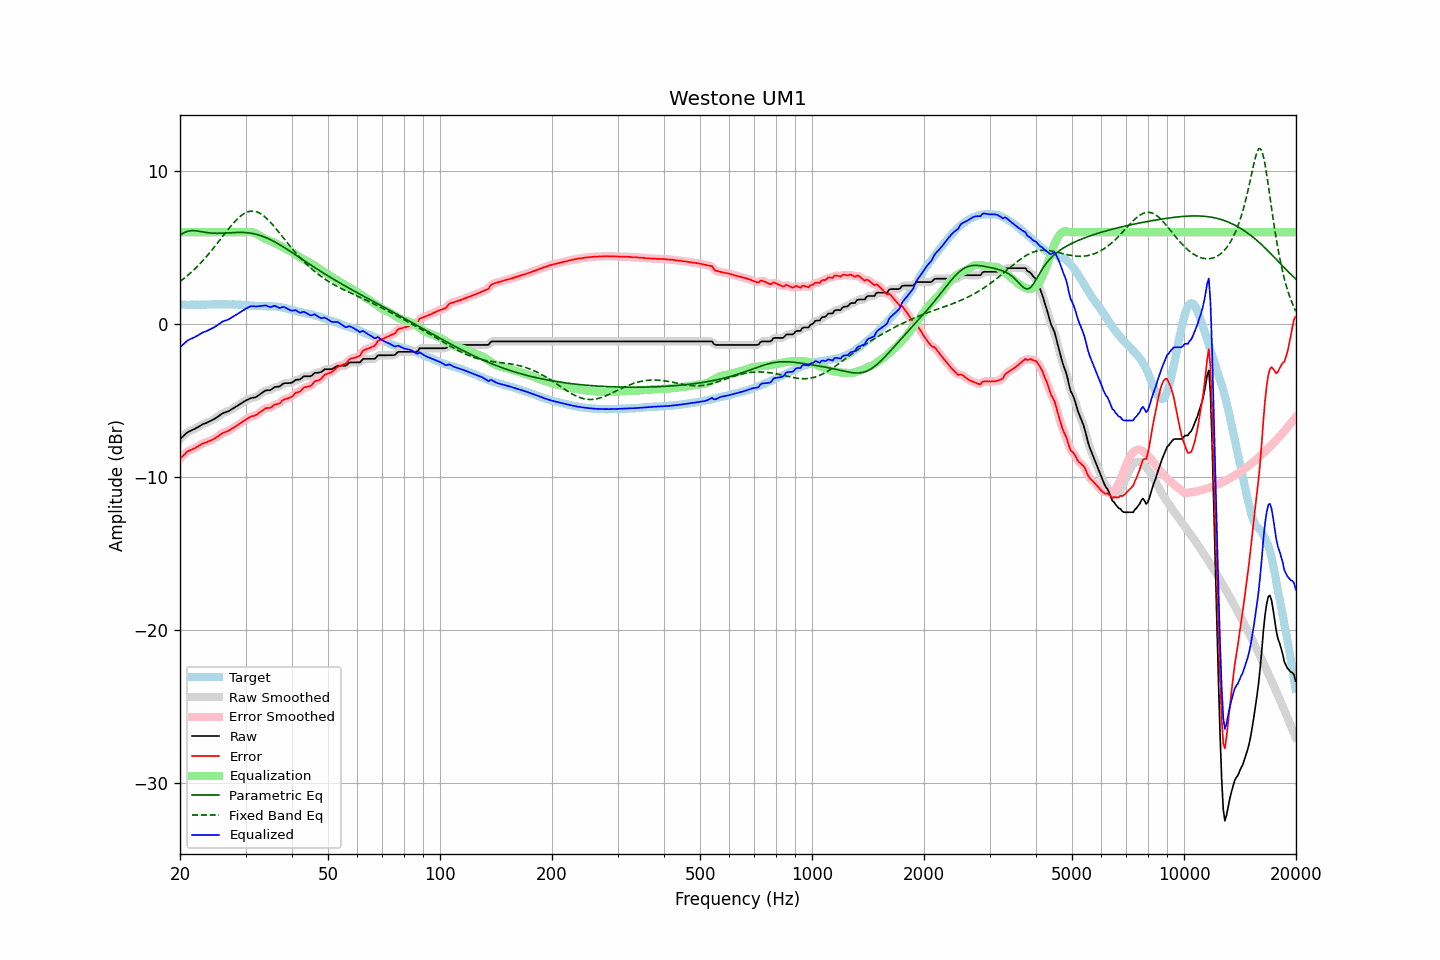 Westone UM1
Amplitude (dBr)
10
0
−10
−20
−30
Target
Raw Smoothed
Error Smoothed
Raw
Error
Equalization
Parametric Eq
Fixed Band Eq
Equalized
20 50 100 200 500 1000 2000 5000 10000 20000
Frequency (Hz)